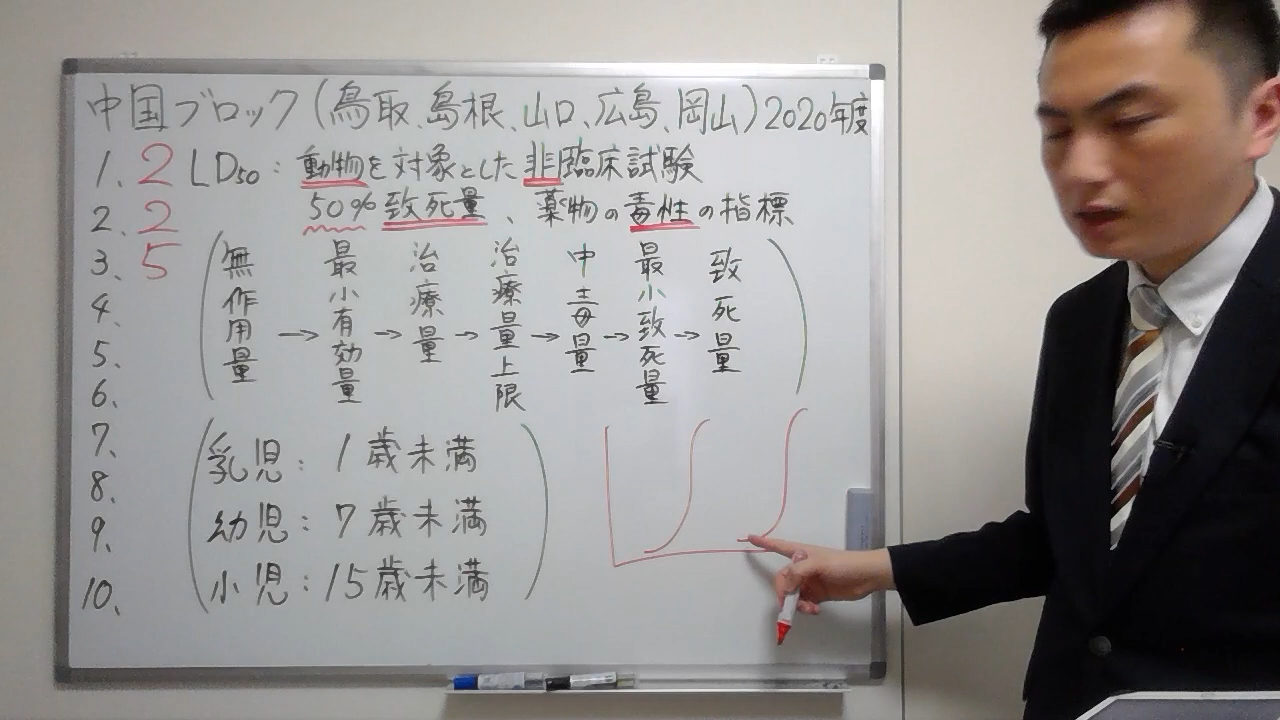 中国ブロック(鳥取、島根、山口、広島、岡山)2020年度
1. 2 LD50:動物を対象とした非臨床試験
2. 2 50%致死量、薬物の毒性の指標
3. 5
(無作用量→最小有効量→治療量→治療量上限→中毒量→最小致死量→致死量)
4.
5.
6.
7.
(乳児:1歳未満
8.
幼児:7歳未満
9.
小児:15歳未満)
10.